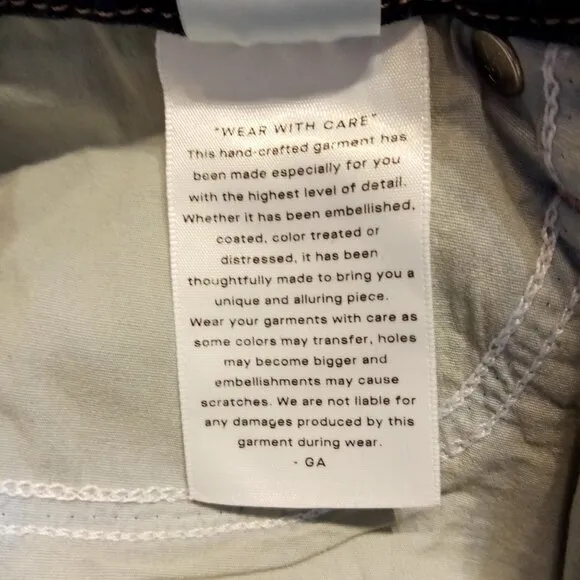 "WEAR WITH CARE"
This hand-crafted garment has
been made especially for you
with the highest level of detail.
Whether it has been embellished,
coated, color treated or
distressed, it has been
thoughtfully made to bring you a
unique and alluring piece.
Wear your garments with care as
some colors may transfer, holes
may become bigger and
embellishments may cause
scratches. We are not liable for
any damages produced by this
garment during wear.
- GA